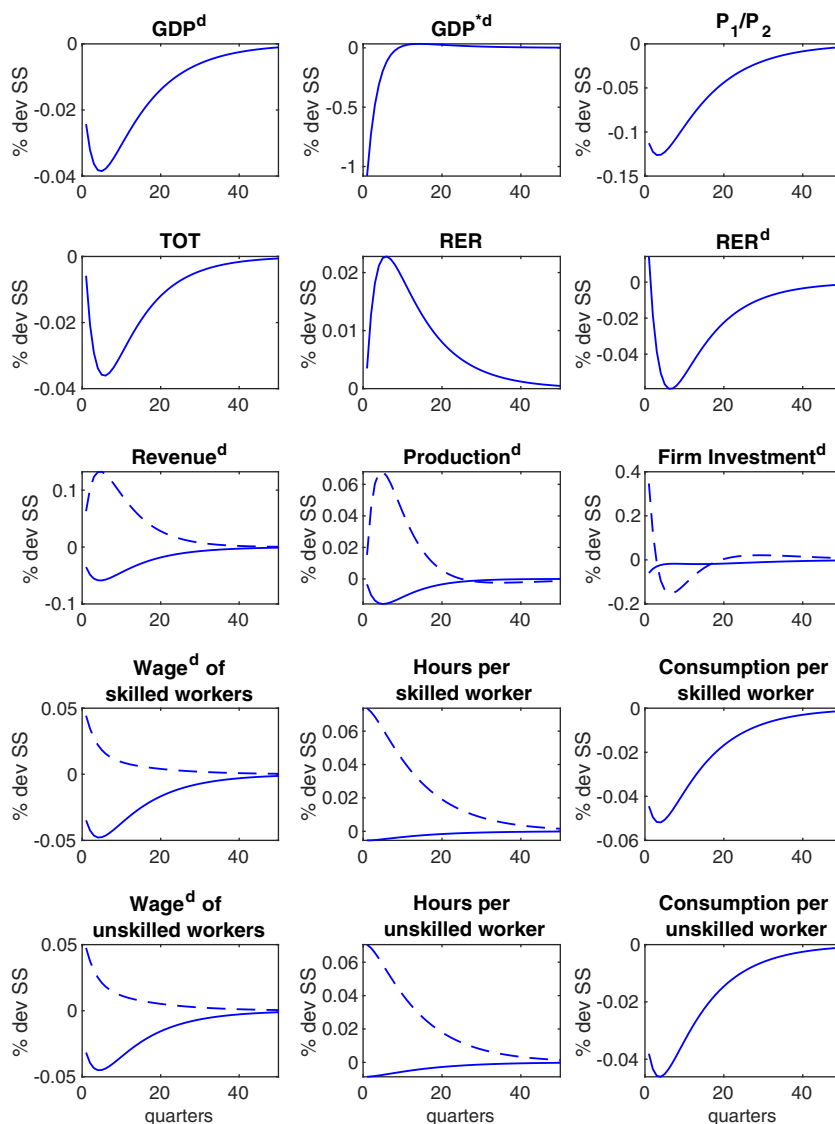 GDP^d
% dev SS
0
-0.02
-0.04
0 20 40
GDP^*d
% dev SS
0
-0.5
-1
0 20 40
P_1/P_2
% dev SS
0
-0.05
-0.1
-0.15
0 20 40
TOT
% dev SS
0
-0.02
-0.04
0 20 40
RER
% dev SS
0.02
0.01
0
0 20 40
RER^d
% dev SS
0
-0.02
-0.04
0 20 40
Revenue^d
% dev SS
0.1
0
-0.1
0 20 40
Production^d
% dev SS
0.06
0.04
0.02
0
0 20 40
Firm Investment^d
% dev SS
0.4
0.2
0
-0.2
0 20 40
Wage^d of
skilled workers
% dev SS
0.05
0
-0.05
0 20 40
Hours per
skilled worker
% dev SS
0.06
0.04
0.02
0
0 20 40
Consumption per
skilled worker
% dev SS
0
-0.02
-0.04
-0.06
0 20 40
Wage^d of
unskilled workers
% dev SS
0.05
0
-0.05
0 20 40
quarters
Hours per
unskilled worker
% dev SS
0.06
0.04
0.02
0
0 20 40
quarters
Consumption per
unskilled worker
% dev SS
0
-0.02
-0.04
0 20 40
quarters